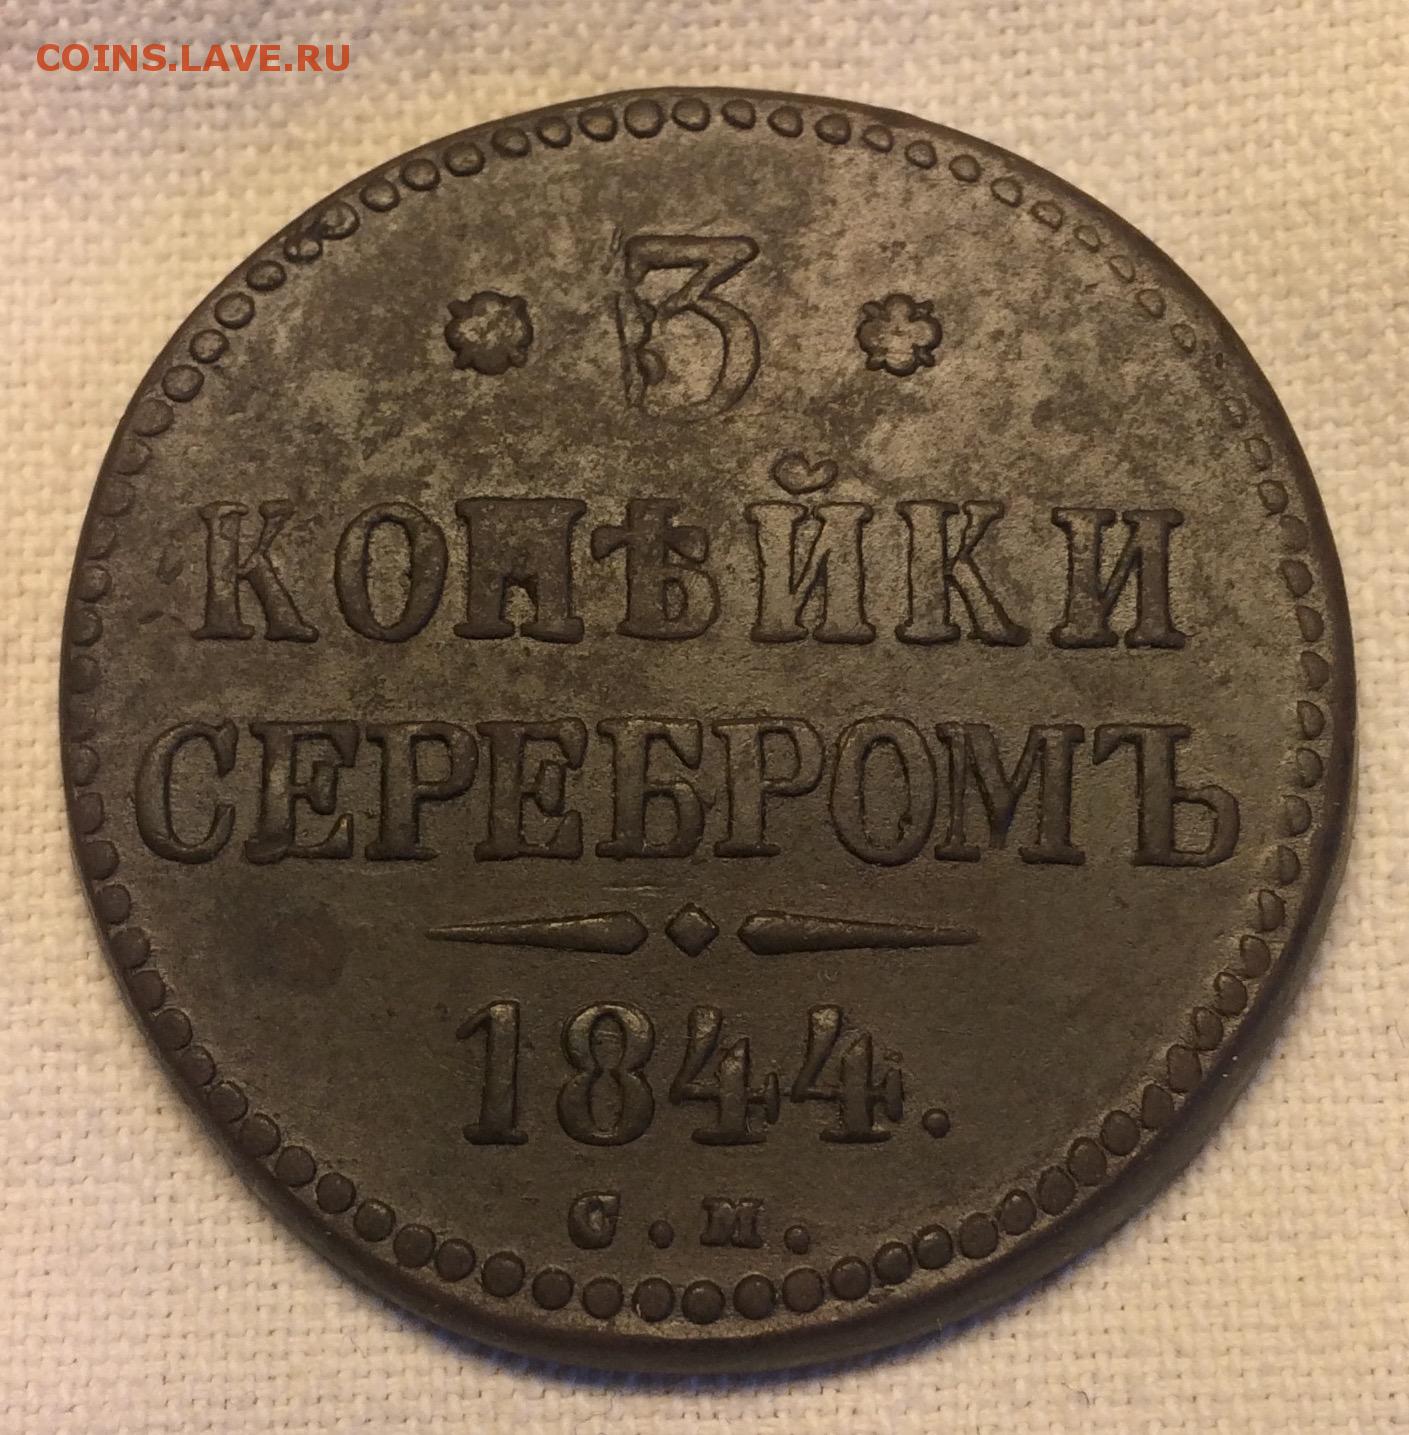 COINS.LAVE.RU
3
КОПѢЙКИ
СЕРЕБРОМЪ
1844.
С.М.